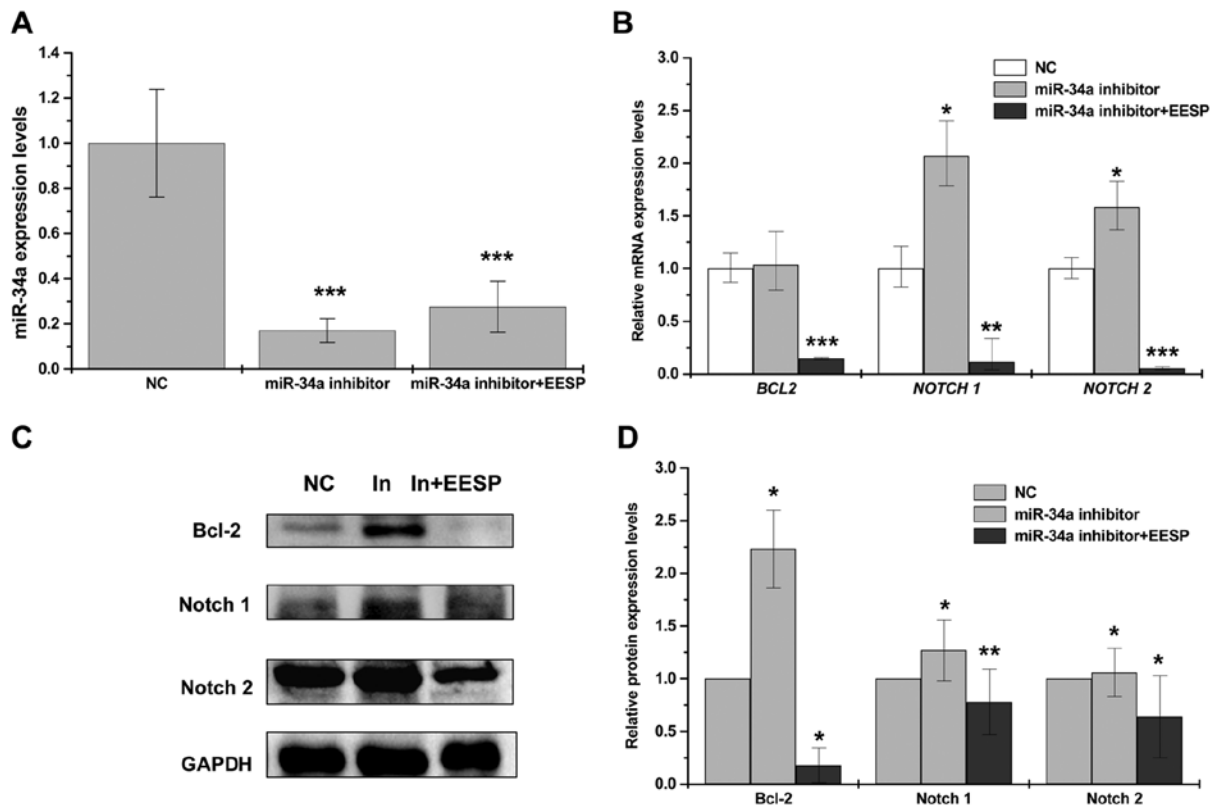 A
1.4
1.2
1.0
0.8
0.6
0.4
0.2
0.0
miR-34a expression levels
***
***
NC
miR-34a inhibitor
miR-34a inhibitor+EESP
B
3.0
2.5
2.0
1.5
1.0
0.5
0.0
Relative mRNA expression levels
NC
miR-34a inhibitor
miR-34a inhibitor+EESP
***
*
**
*
***
BCL2
NOTCH 1
NOTCH 2
C
NC In In+EESP
Bcl-2
Notch 1
Notch 2
GAPDH
D
3.0
2.5
2.0
1.5
1.0
0.5
0.0
Relative protein expression levels
NC
miR-34a inhibitor
miR-34a inhibitor+EESP
*
*
*
**
*
*
Bcl-2
Notch 1
Notch 2